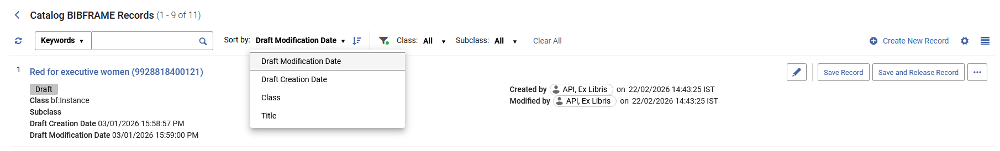 Catalog BIBFRAME Records (1 - 9 of 11)
Keywords Sort by: Draft Modification Date Class: All Subclass: All Clear All Create New Record
Draft Modification Date
Draft Creation Date
Class
Title
1 Red for executive women (9928818400121) Save Record Save and Release Record
Draft
Class bf:Instance
Subclass
Draft Creation Date 03/01/2026 15:58:57 PM
Draft Modification Date 03/01/2026 15:59:00 PM
Created by API, Ex Libris on 22/02/2026 14:43:25 IST
Modified by API, Ex Libris on 22/02/2026 14:43:25 IST